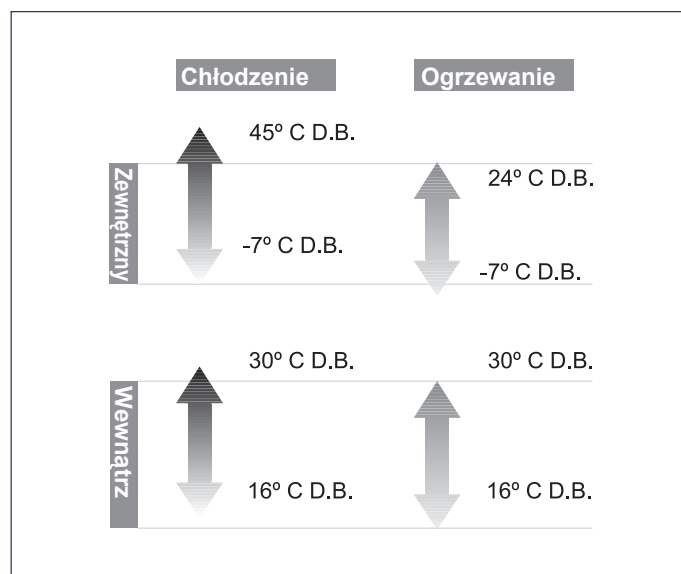 Chłodzenie
Ogrzewanie
Zewnętrzny
45º C D.B.
24º C D.B.
-7º C D.B.
-7º C D.B.
Wewnątrz
30º C D.B.
30º C D.B.
16º C D.B.
16º C D.B.